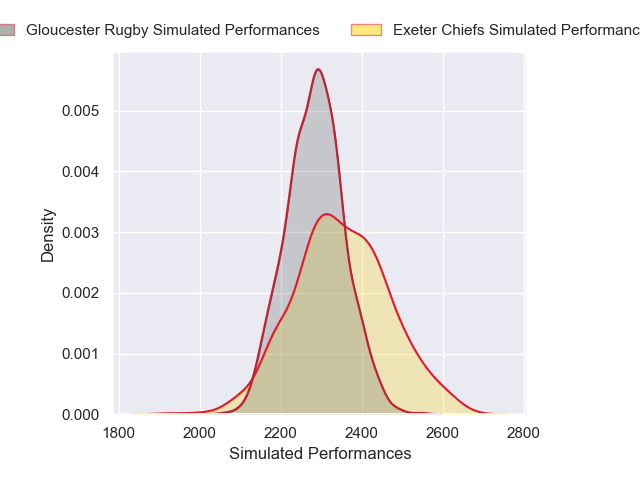 Gloucester Rugby Simulated Performances Exeter Chiefs Simulated
0.005
0.004
0.003
0.002
0.001
0.000
Density
1800 2000 2200 2400 2600 2800
Simulated Performances